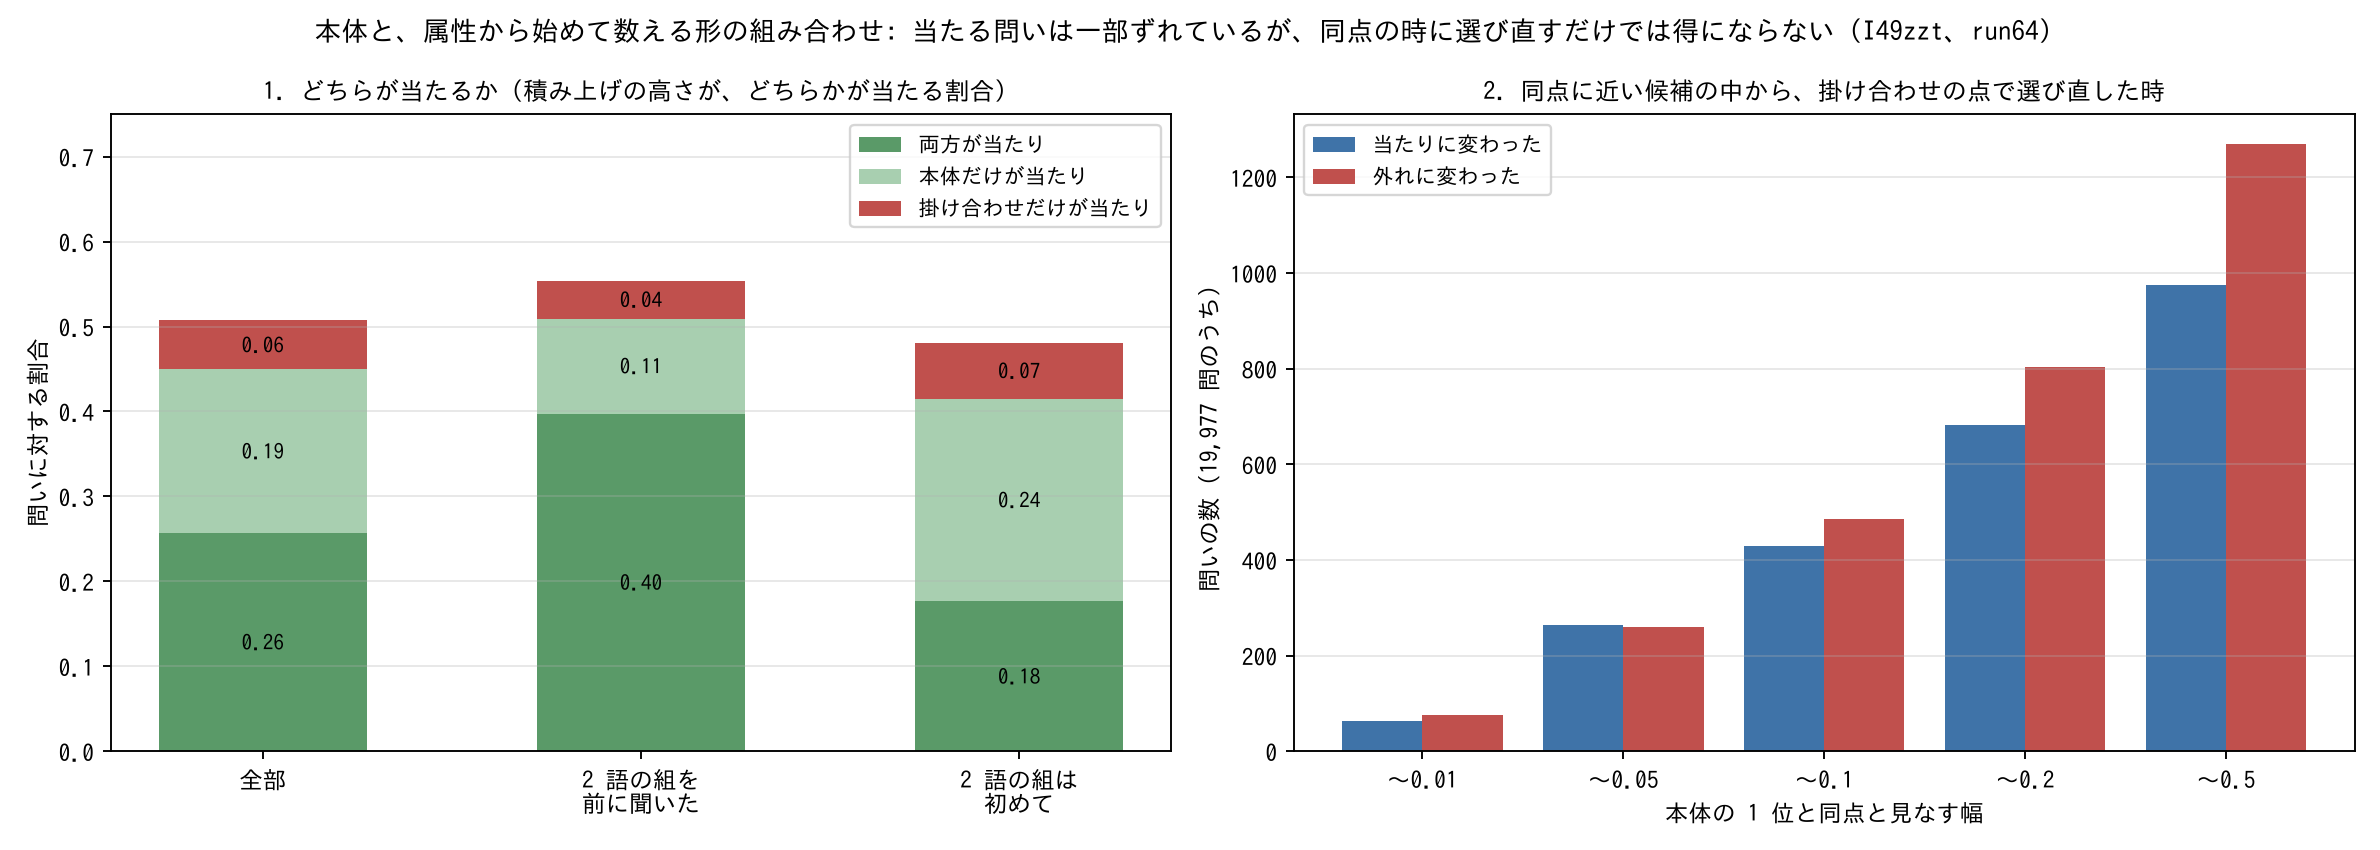 本体と、属性から始めて数える形の組み合わせ: 当たる問いは一部ずれているが、同点の時に選び直すだけでは得にならない（I49zzt、run64）
1. どちらが当たるか（積み上げの高さが、どちらかが当たる割合）
問いに対する割合
0.7
0.6
0.5
0.4
0.3
0.2
0.1
0.0
両方が当たり
本体だけが当たり
掛け合わせだけが当たり
0.06
0.19
0.26
0.04
0.11
0.40
0.07
0.24
0.18
全部
2 語の組を
前に聞いた
2 語の組は
初めて
2. 同点に近い候補の中から、掛け合わせの点で選び直した時
問いの数（19,977 問のうち）
1200
1000
800
600
400
200
0
当たりに変わった
外れに変わった
～0.01
～0.05
～0.1
～0.2
～0.5
本体の 1 位と同点と見なす幅